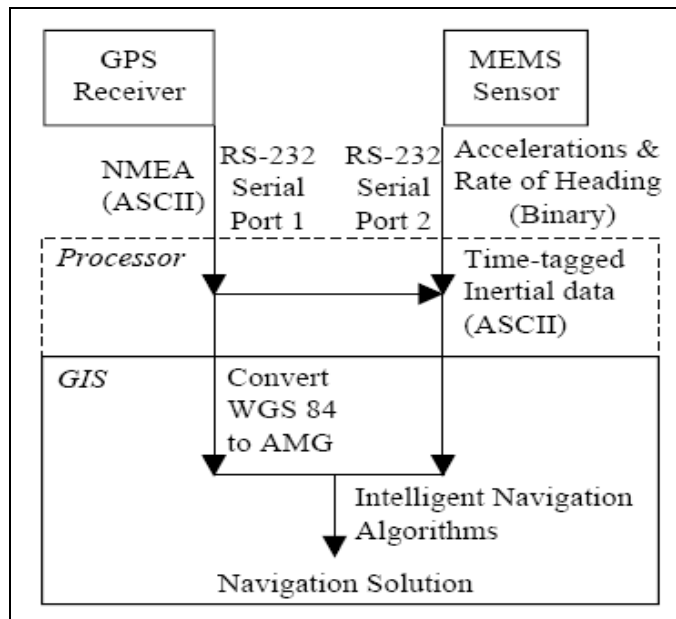 GPS
Receiver
MEMS
Sensor
NMEA
(ASCII)
RS-232
Serial
Port 1
RS-232
Serial
Port 2
Accelerations &
Rate of Heading
(Binary)
Processor
Time-tagged
Inertial data
(ASCII)
GIS
Convert
WGS 84
to AMG
Intelligent Navigation
Algorithms
Navigation Solution